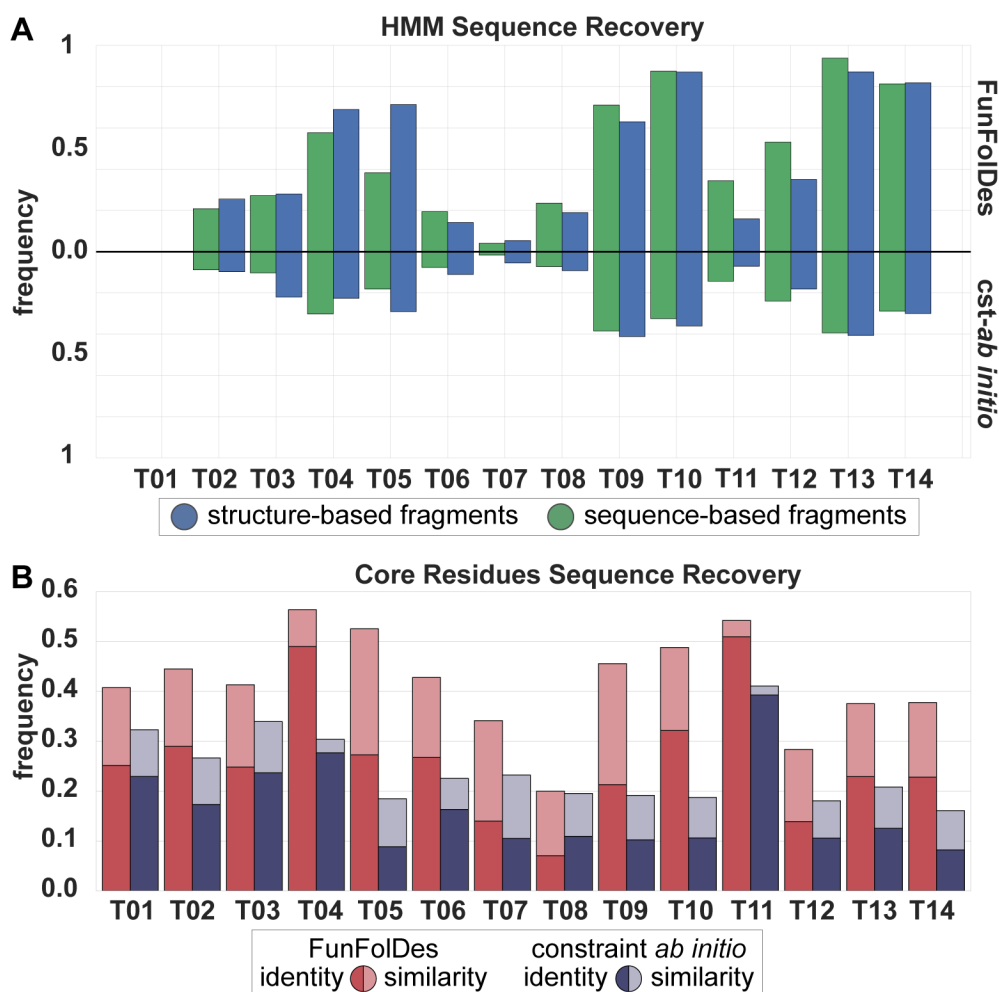 A
HMM Sequence Recovery
1
0.5
0.0
0.5
1
frequency
FunFolDes
cst-ab initio
T01 T02 T03 T04 T05 T06 T07 T08 T09 T10 T11 T12 T13 T14
structure-based fragments sequence-based fragments
B
Core Residues Sequence Recovery
0.6
0.5
0.4
0.3
0.2
0.1
0.0
frequency
T01 T02 T03 T04 T05 T06 T07 T08 T09 T10 T11 T12 T13 T14
FunFolDes constraint ab initio
identity similarity identity similarity